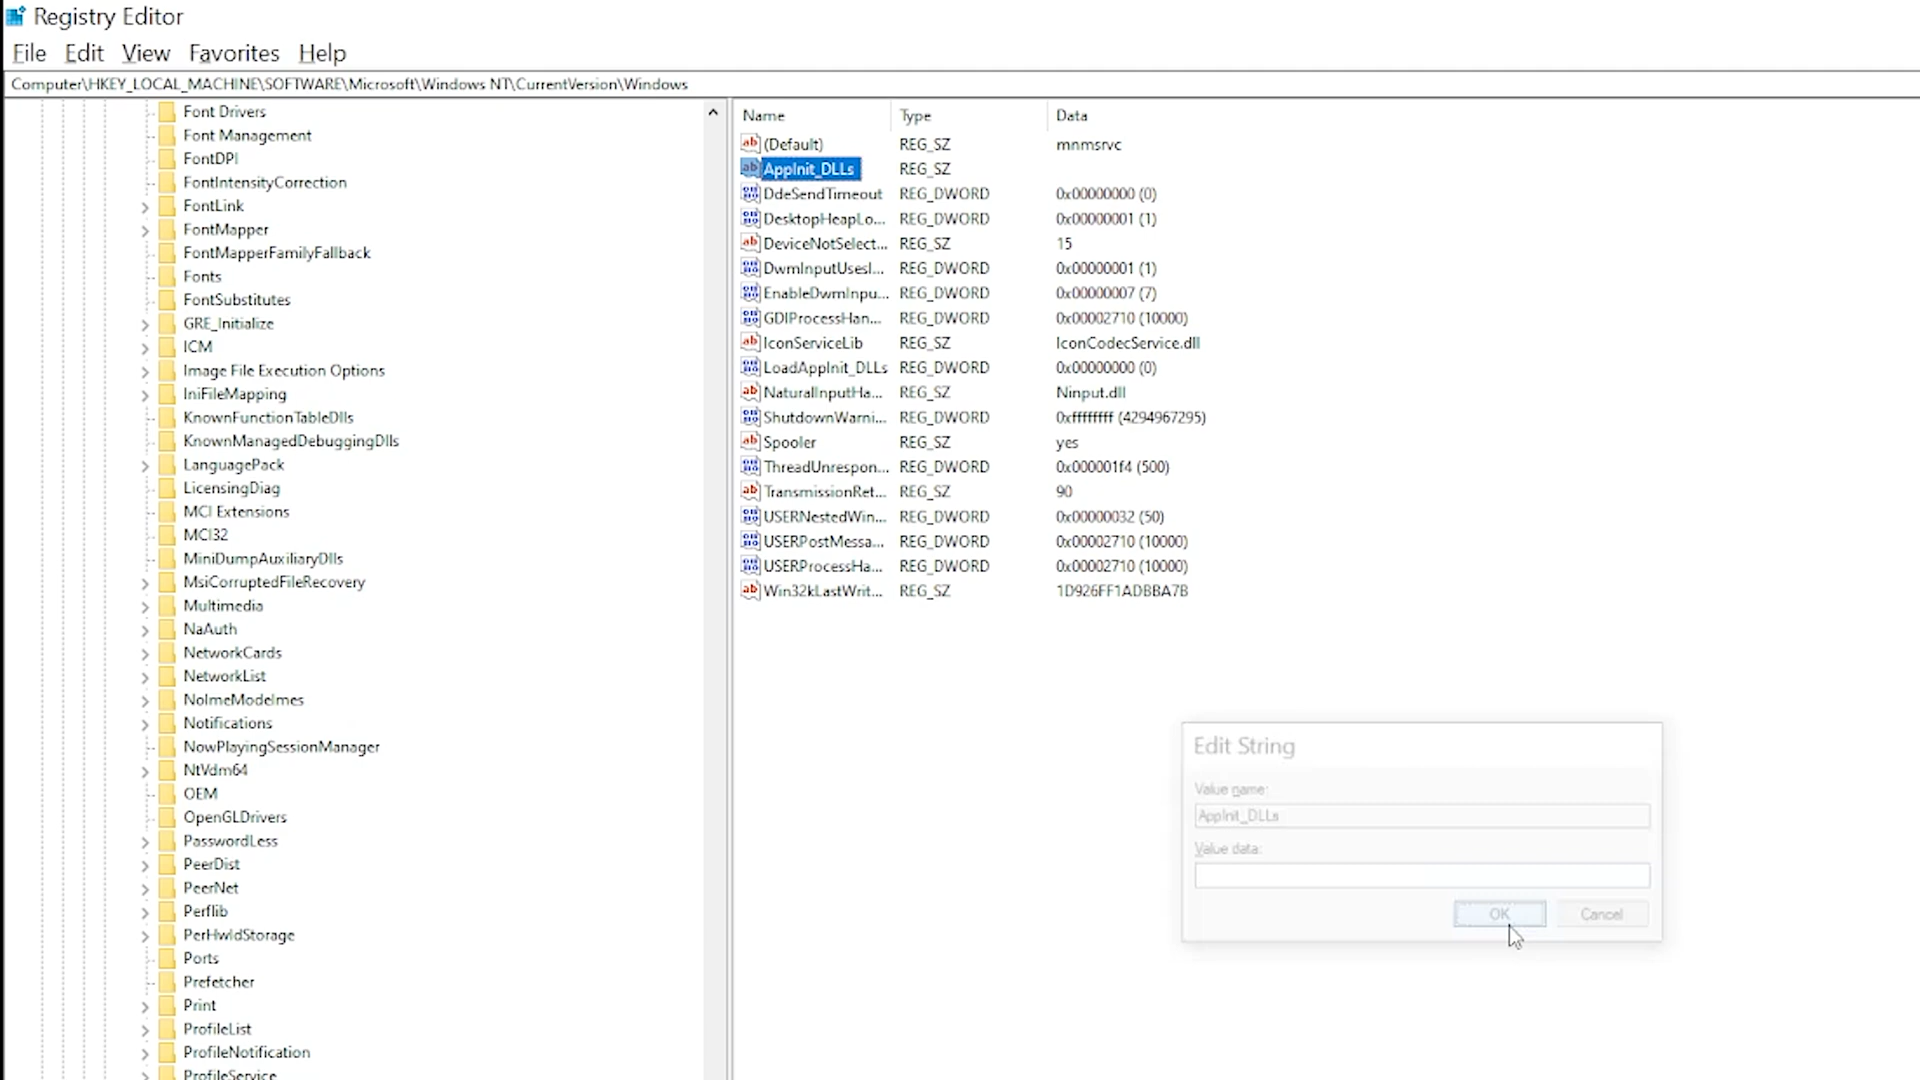 Registry Editor
File Edit View Favorites Help
Computer\HKEY_LOCAL_MACHINE\SOFTWARE\Microsoft\Windows NT\CurrentVersion\Windows
Font Drivers
Font Management
FontDPI
FontIntensityCorrection
FontLink
FontMapper
FontMapperFamilyFallback
Fonts
FontSubstitutes
GRE_Initialize
ICM
Image File Execution Options
IniFileMapping
KnownFunctionTableDlls
KnownManagedDebuggingDlls
LanguagePack
LicensingDiag
MCI Extensions
MCI32
MiniDumpAuxiliaryDlls
MsiCorruptedFileRecovery
Multimedia
NaAuth
NetworkCards
NetworkList
NoImeModeImes
Notifications
NowPlayingSessionManager
NtVdm64
OEM
OpenGLDrivers
PasswordLess
PeerDist
PeerNet
Perflib
PerHwIdStorage
Ports
Prefetcher
Print
ProfileList
ProfileNotification
ProfileService
Name Type Data
(Default) REG_SZ mnmsrvc
AppInit_DLLs REG_SZ
DdeSendTimeout REG_DWORD 0x00000000 (0)
DesktopHeapLo... REG_DWORD 0x00000001 (1)
DeviceNotSelect... REG_SZ 15
DwmInputUsesI... REG_DWORD 0x00000001 (1)
EnableDwmInpu... REG_DWORD 0x00000007 (7)
GDIProcessHan... REG_DWORD 0x00002710 (10000)
IconServiceLib REG_SZ IconCodecService.dll
LoadAppInit_DLLs REG_DWORD 0x00000000 (0)
NaturalInputHa... REG_SZ Ninput.dll
ShutdownWarni... REG_DWORD 0xffffffff (4294967295)
Spooler REG_SZ yes
ThreadUnrespon... REG_DWORD 0x000001f4 (500)
TransmissionRet... REG_SZ 90
USERNestedWin... REG_DWORD 0x00000032 (50)
USERPostMessa... REG_DWORD 0x00002710 (10000)
USERProcessHa... REG_DWORD 0x00002710 (10000)
Win32kLastWrit... REG_SZ 1D926FF1ADBBA7B
Edit String
Value name:
AppInit_DLLs
Value data:
OK Cancel